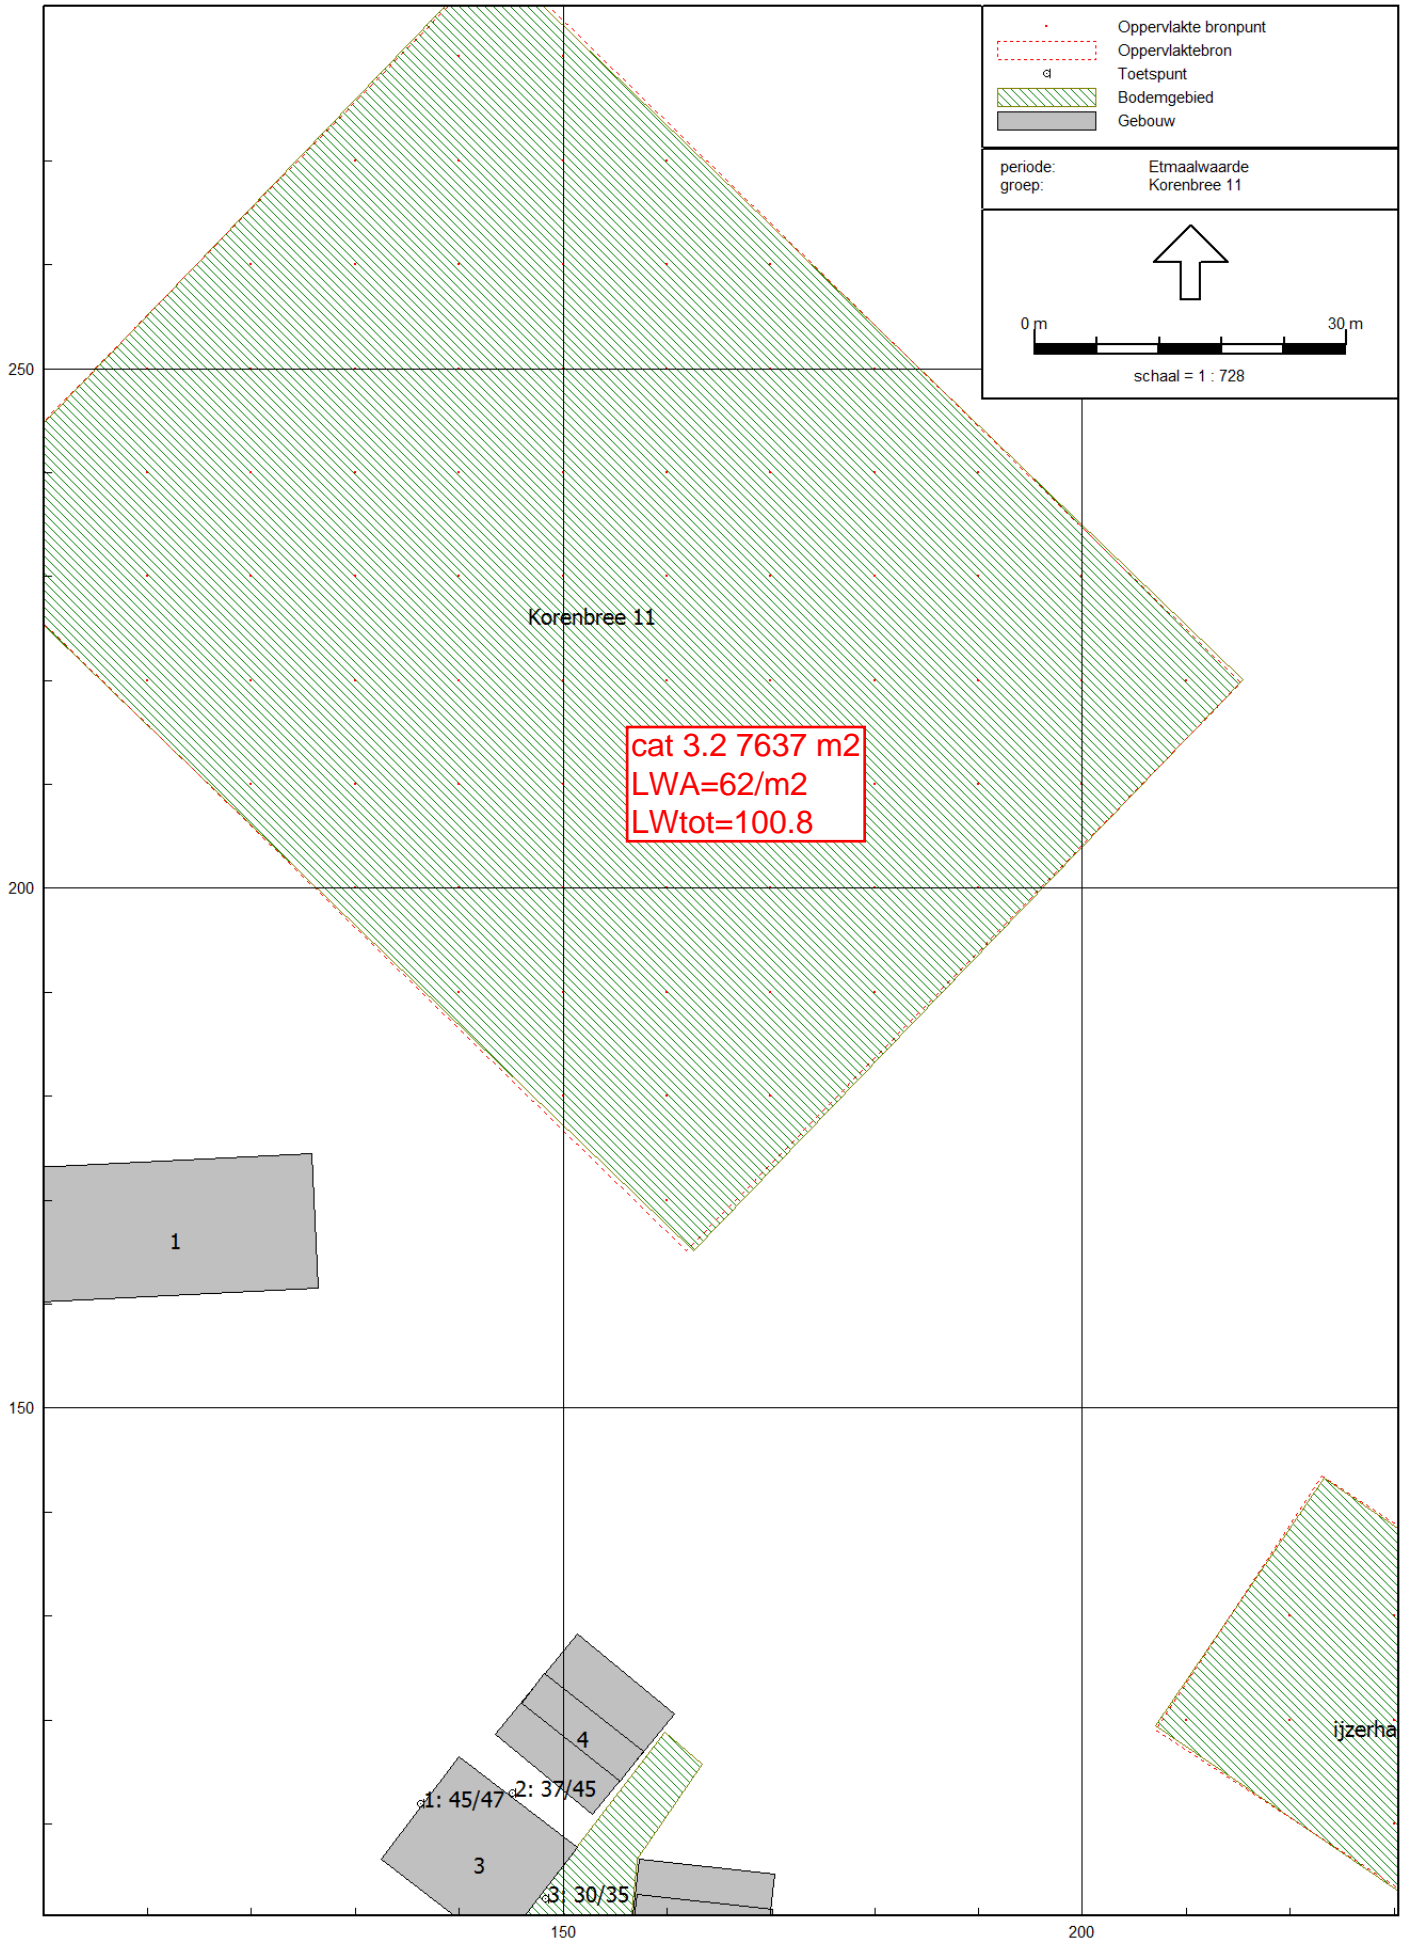 Oppervlakte bronpunt
Oppervlaktebron
Toetspunt
Bodemgebied
Gebouw
periode: Etmaalwaarde
groep: Korenbree 11
0 m 30 m
schaal = 1 : 728
250
Korenbree 11
cat 3.2 7637 m2
LWA=62/m2
LWtot=100.8
200
1
150
ijzerha
4
2: 37/45
1: 45/47
3
3: 30/35
150 200